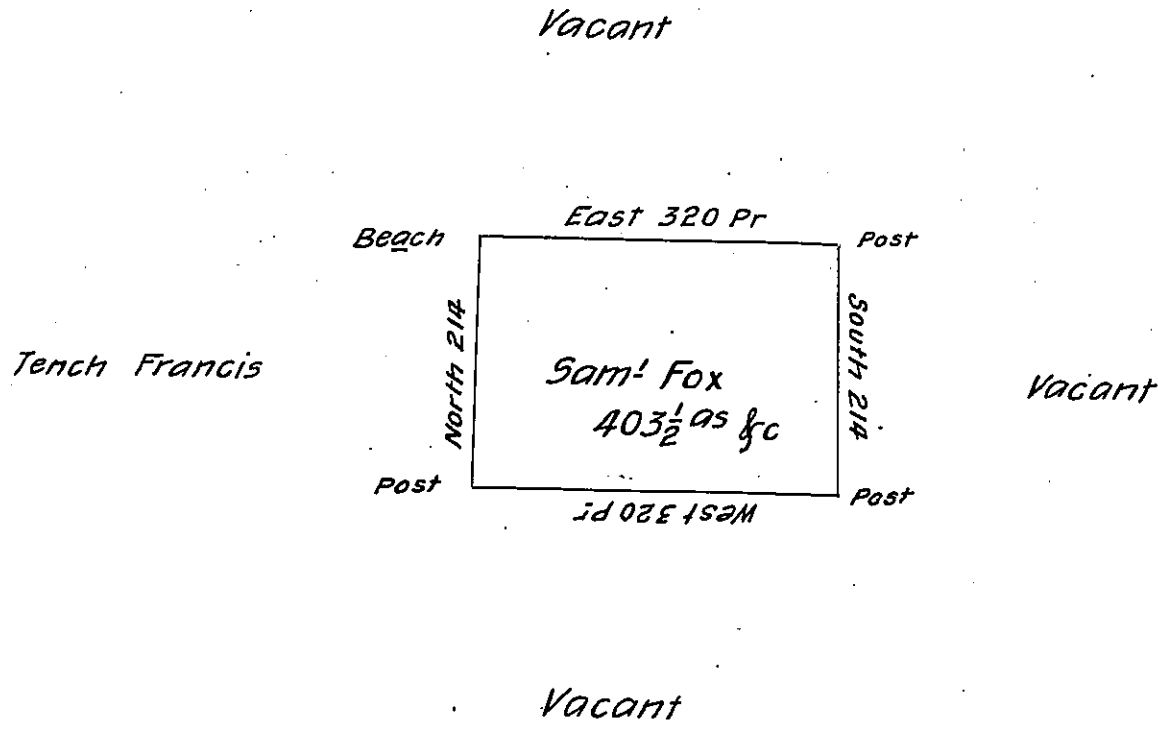 Vacant
East 320 Pr
Beach
Post
North 214
South 214
Tench Francis
Samˡ Fox
403½ as &c
Vacant
Post
West 320 Pr
Post
Vacant